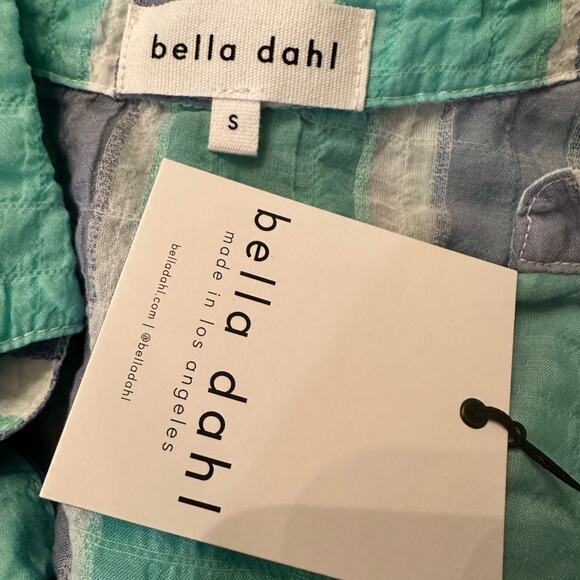 bella dahl
S
bella dahl
made in los angeles
belladahl.com | @belladahl